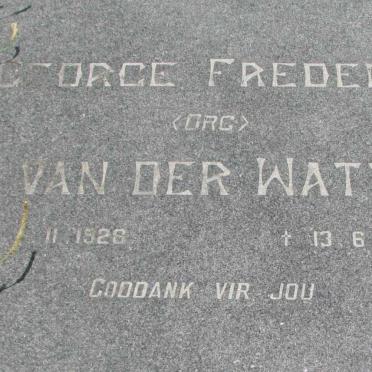 GEORGE FREDE
<ORG>
VAN DER WAT
11 1926
† 13 6
GODDANK VIR JOU